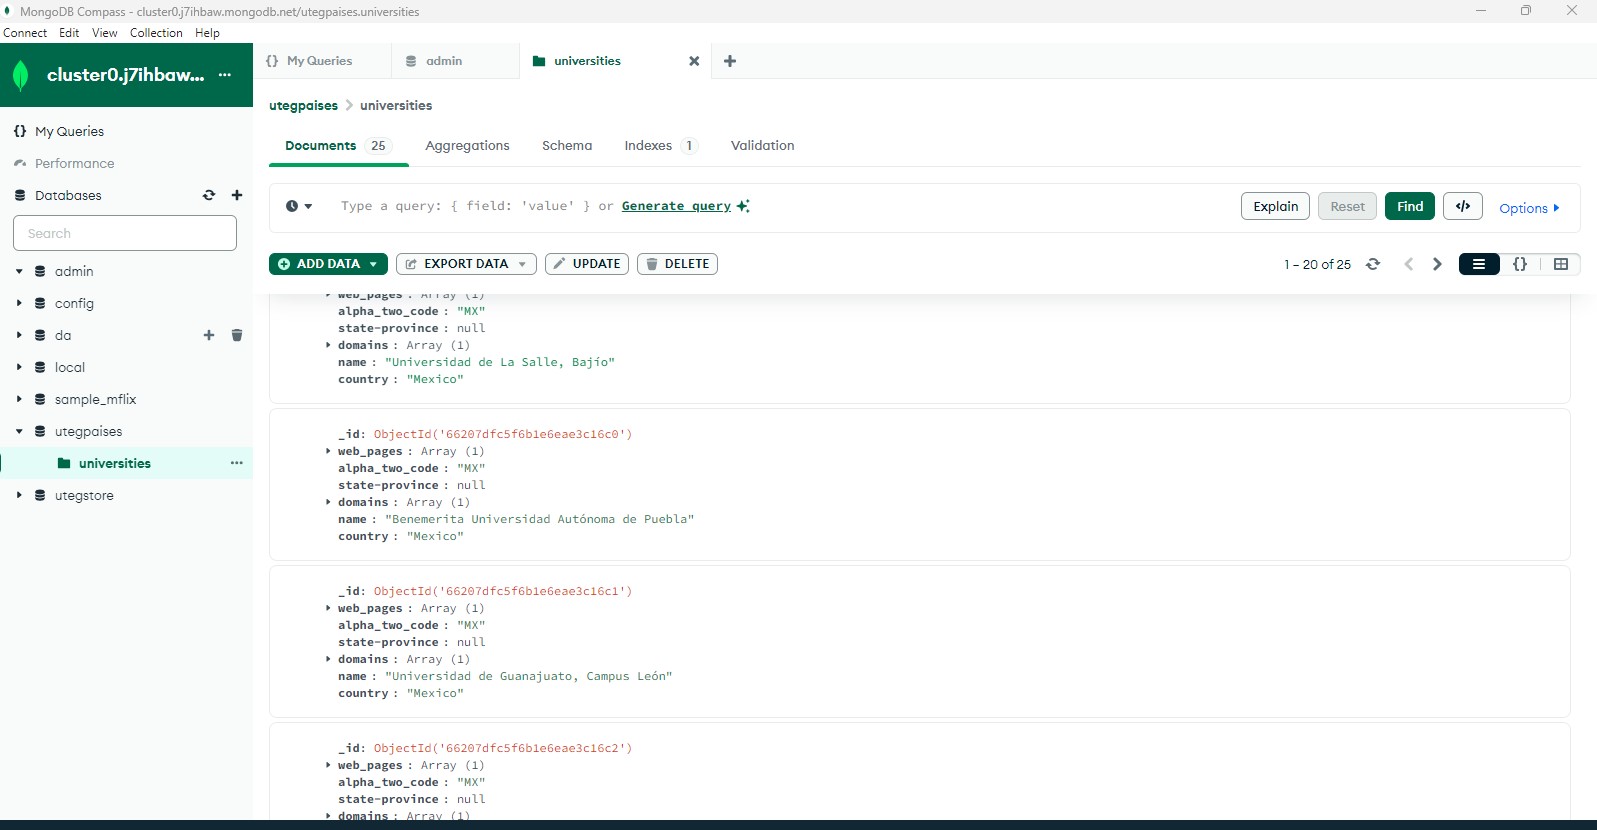 MongoDB Compass - cluster0.j7ihbaw.mongodb.net/utegpaises.universities
Connect Edit View Collection Help
cluster0.j7ihbaw... ...
{} My Queries
Performance
Databases
Search
admin
config
da
local
sample_mflix
utegpaises
universities ...
utegstore
{} My Queries admin universities
utegpaises > universities
Documents 25 Aggregations Schema Indexes 1 Validation
Type a query: { field: 'value' } or Generate query
Explain Reset Find </> Options
ADD DATA EXPORT DATA UPDATE DELETE
1 – 20 of 25 {}
web_pages : Array (1)
alpha_two_code : "MX"
state-province : null
domains : Array (1)
name : "Universidad de La Salle, Bajío"
country : "Mexico"
_id: ObjectId('66207dfc5f6b1e6eae3c16c0')
web_pages : Array (1)
alpha_two_code : "MX"
state-province : null
domains : Array (1)
name : "Benemerita Universidad Autónoma de Puebla"
country : "Mexico"
_id: ObjectId('66207dfc5f6b1e6eae3c16c1')
web_pages : Array (1)
alpha_two_code : "MX"
state-province : null
domains : Array (1)
name : "Universidad de Guanajuato, Campus León"
country : "Mexico"
_id: ObjectId('66207dfc5f6b1e6eae3c16c2')
web_pages : Array (1)
alpha_two_code : "MX"
state-province : null
domains : Array (1)